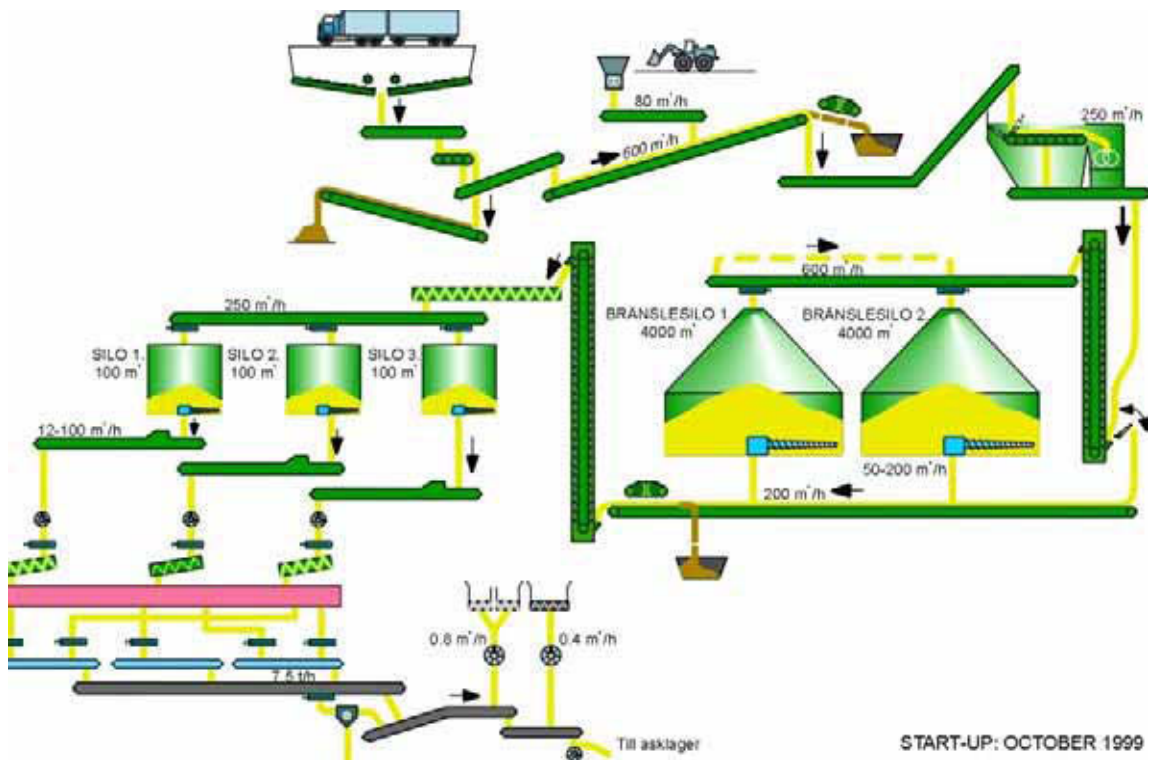 80 m³/h
250 m³/h
600 m³/h
600 m³/h
250 m³/h
BRÄNSLESILO 1
4000 m³
BRÄNSLESILO 2
4000 m³
SILO 1.
100 m³
SILO 2.
100 m³
SILO 3.
100 m³
12-100 m³/h
50-200 m³/h
200 m³/h
0.8 m³/h
0.4 m³/h
7.5 t/h
Till asklager
START-UP: OCTOBER 1999